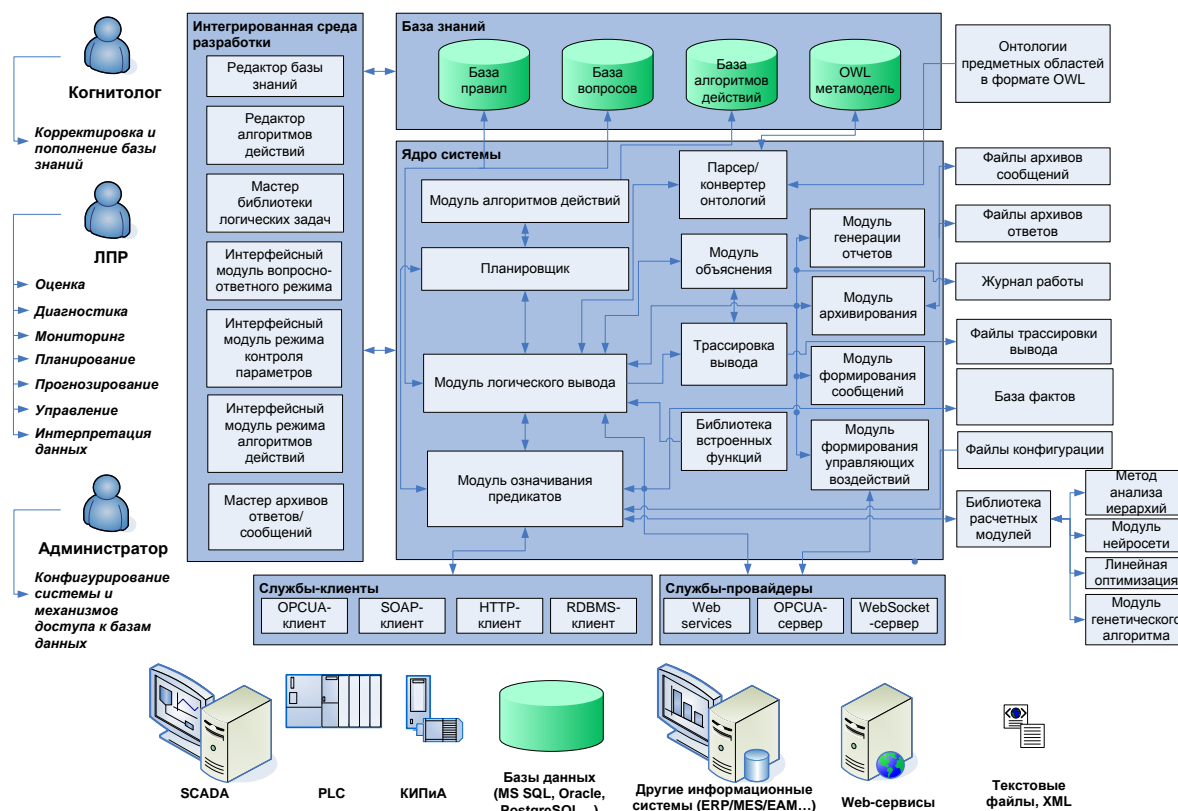 Когнитолог
Корректировка и
пополнение базы
знаний
ЛПР
Оценка
Диагностика
Мониторинг
Планирование
Прогнозирование
Управление
Интерпретация
данных
Администратор
Конфигурирование
системы и
механизмов
доступа к базам
данных
Интегрированная среда
разработки
Редактор базы
знаний
Редактор
алгоритмов
действий
Мастер
библиотеки
логических задач
Интерфейсный
модуль вопросно-
ответного режима
Интерфейсный
модуль режима
контроля
параметров
Интерфейсный
модуль режима
алгоритмов
действий
Мастер архивов
ответов/
сообщений
База знаний
База
правил
База
вопросов
База
алгоритмов
действий
OWL
метамодель
Ядро системы
Модуль алгоритмов действий
Планировщик
Модуль логического вывода
Модуль означивания
предикатов
Парсер/
конвертер
онтологий
Модуль
объяснения
Трассировка
вывода
Библиотека
встроенных
функций
Модуль
генерации
отчетов
Модуль
архивирования
Модуль
формирования
сообщений
Модуль
формирования
управляющих
воздействий
Онтологии
предметных областей
в формате OWL
Файлы архивов
сообщений
Файлы архивов
ответов
Журнал работы
Файлы трассировки
вывода
База фактов
Файлы конфигурации
Библиотека
расчетных
модулей
Метод
анализа
иерархий
Модуль
нейросети
Линейная
оптимизация
Модуль
генетического
алгоритма
Службы-клиенты
OPCUA-
клиент
SOAP-
клиент
HTTP-
клиент
RDBMS-
клиент
Службы-провайдеры
Web
services
OPCUA-
сервер
WebSocket
-сервер
SCADA
PLC
КИПиА
Базы данных
(MS SQL, Oracle,
PostgreSQL...)
Другие информационные
системы (ERP/MES/EAM...)
Web-сервисы
Текстовые
файлы, XML